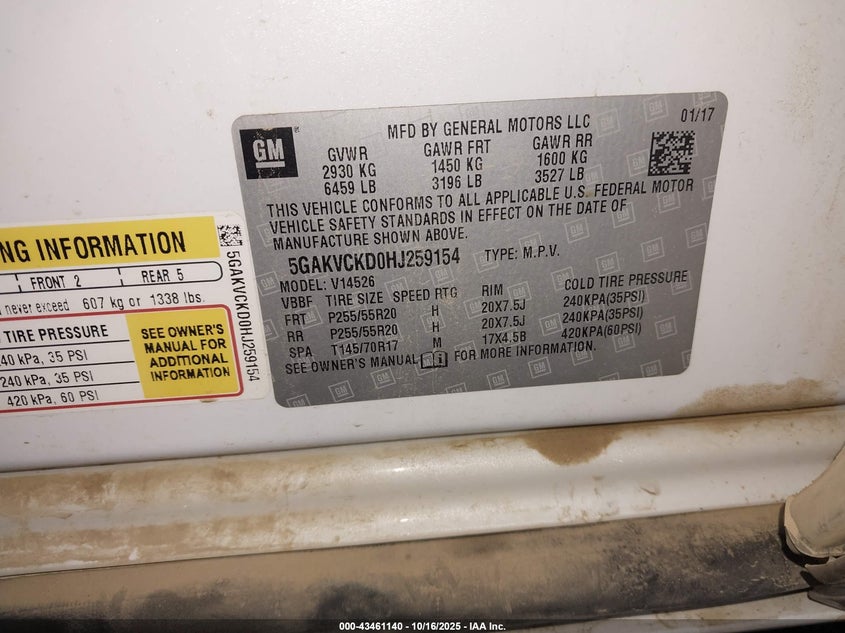 MFD BY GENERAL MOTORS LLC
01/17
GM
GVWR GAWR FRT GAWR RR
2930 KG 1450 KG 1600 KG
6459 LB 3196 LB 3527 LB
THIS VEHICLE CONFORMS TO ALL APPLICABLE U.S. FEDERAL MOTOR
VEHICLE SAFETY STANDARDS IN EFFECT ON THE DATE OF
MANUFACTURE SHOWN ABOVE.
5GAKVCKD0HJ259154 TYPE: M.P.V.
MODEL: V14526
VBBF TIRE SIZE SPEED RTG RIM COLD TIRE PRESSURE
FRT P255/55R20 H 20X7.5J 240KPA(35PSI)
RR P255/55R20 H 20X7.5J 240KPA(35PSI)
SPA T145/70R17 M 17X4.5B 420KPA(60PSI)
SEE OWNER'S MANUAL FOR MORE INFORMATION.
NG INFORMATION
FRONT 2 REAR 5
never exceed 607 kg or 1338 lbs.
TIRE PRESSURE
240 kPa, 35 PSI
240 kPa, 35 PSI
420 kPa, 60 PSI
SEE OWNER'S
MANUAL FOR
ADDITIONAL
INFORMATION
5GAKVCKD0HJ259154
000-43461140 - 10/16/2025 - IAA Inc.